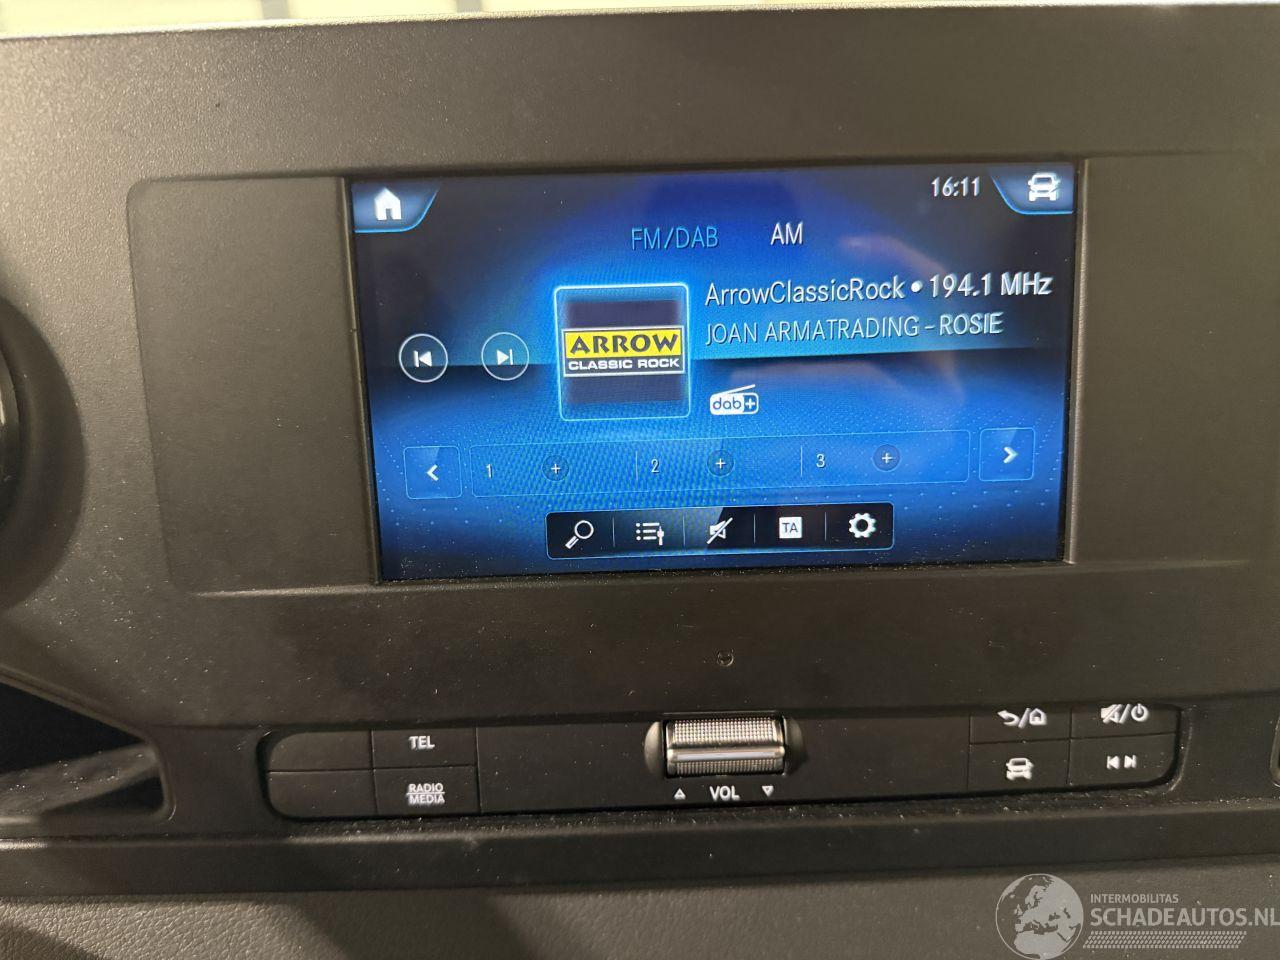 16:11
FM/DAB AM
ArrowClassicRock • 194.1 MHz
JOAN ARMATRADING - ROSIE
ARROW
CLASSIC ROCK
dab+
1 + 2 + 3 +
TA
TEL
RADIO
MEDIA
VOL
INTERMOBILITAS
SCHADEAUTOS.NL